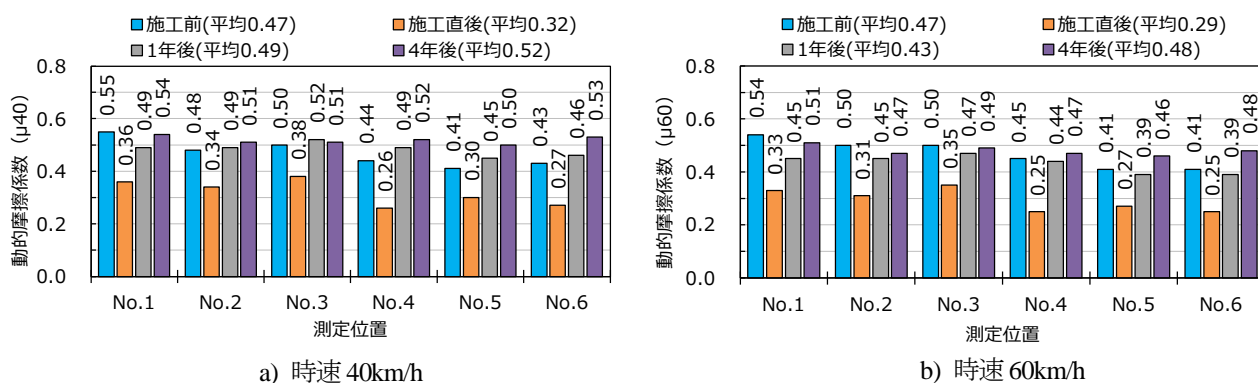 施工前(平均0.47) 施工直後(平均0.32)
1年後(平均0.49) 4年後(平均0.52)
0.8
0.6
0.4
0.2
0.0
動的摩擦係数（μ40）
0.55 0.36 0.49 0.54 0.48 0.34 0.49 0.51 0.50 0.38 0.52 0.51 0.44 0.26 0.49 0.52 0.41 0.30 0.45 0.50 0.43 0.27 0.46 0.53
No.1 No.2 No.3 No.4 No.5 No.6
測定位置
a) 時速 40km/h
施工前(平均0.47) 施工直後(平均0.29)
1年後(平均0.43) 4年後(平均0.48)
0.8
0.6
0.4
0.2
0.0
動的摩擦係数（μ60）
0.54 0.33 0.45 0.51 0.50 0.31 0.45 0.47 0.50 0.35 0.47 0.49 0.45 0.25 0.44 0.47 0.41 0.27 0.39 0.46 0.41 0.25 0.39 0.48
No.1 No.2 No.3 No.4 No.5 No.6
測定位置
b) 時速 60km/h